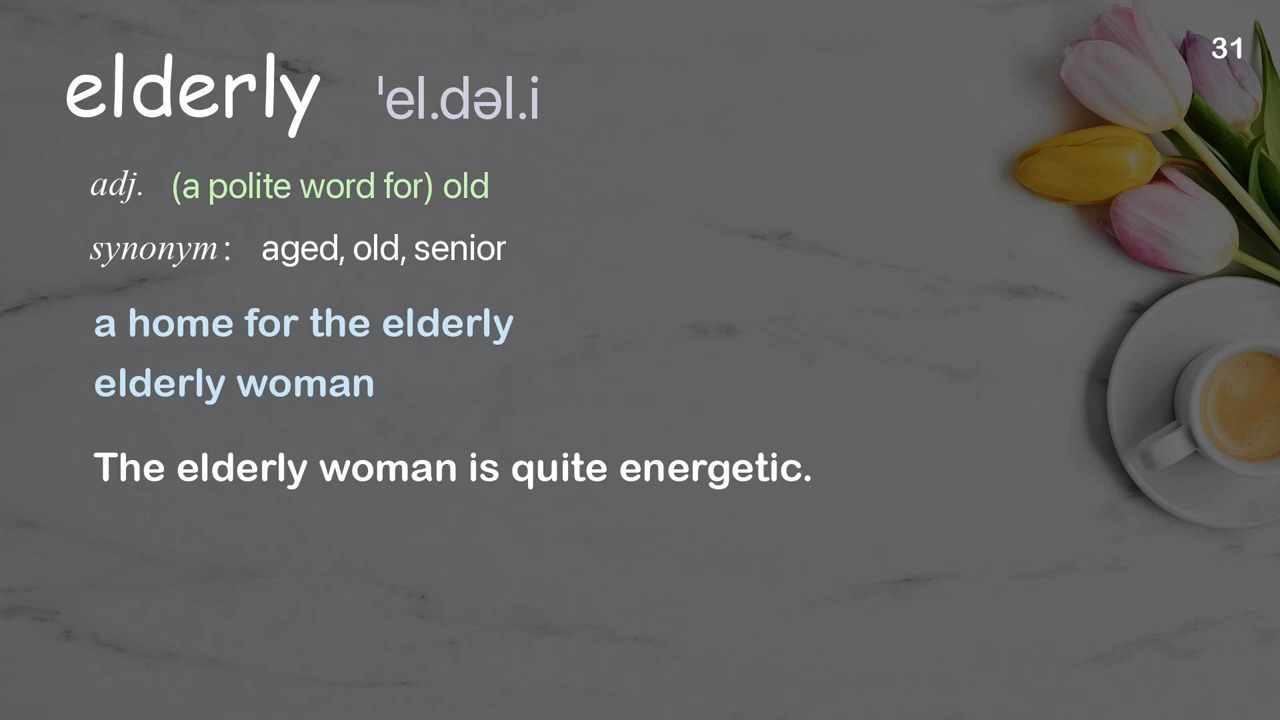 31
elderly ˈel.dəl.i
adj. (a polite word for) old
synonym: aged, old, senior
a home for the elderly
elderly woman
The elderly woman is quite energetic.